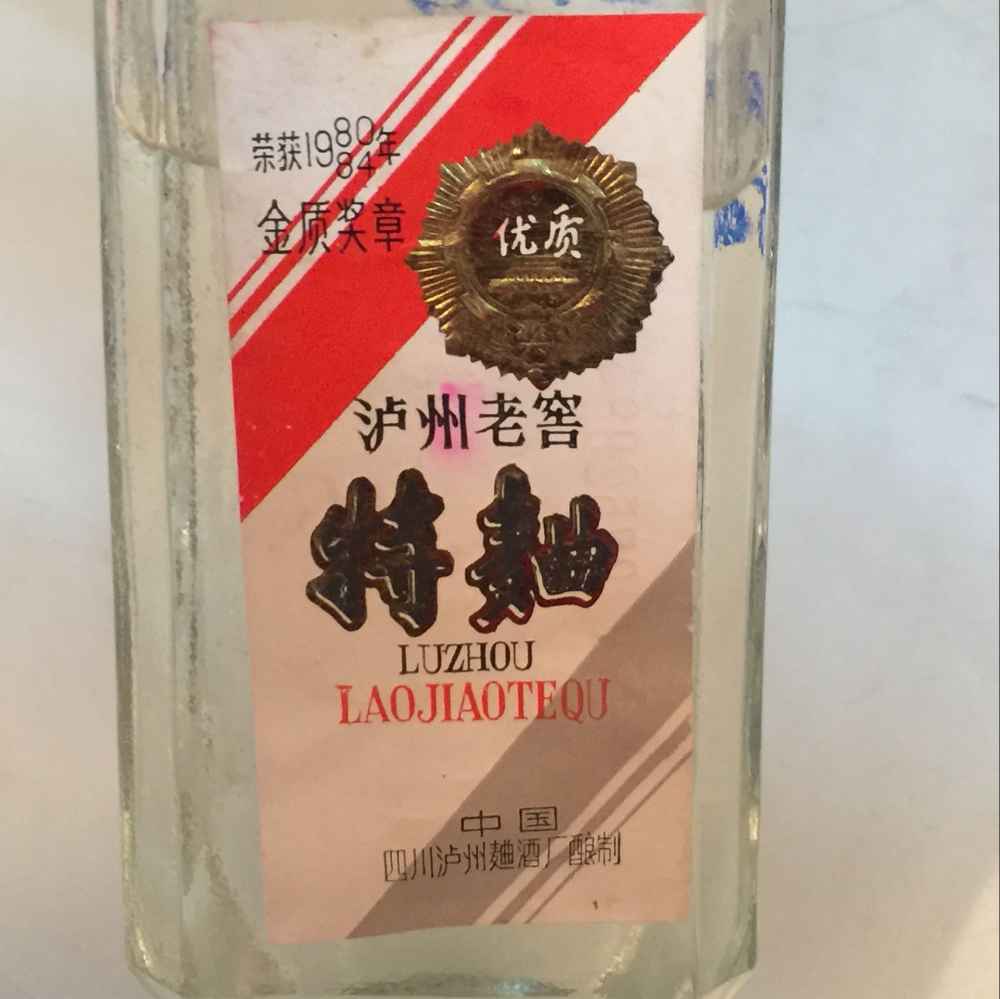 荣获1980 84年
金质奖章
优质
泸州老窖
特麯
LUZHOU
LAOJIAOTEQU
中国
四川泸州麯酒厂酿制